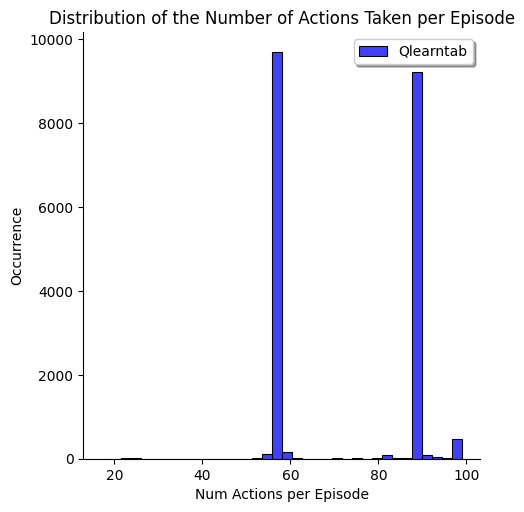 Distribution of the Number of Actions Taken per Episode
Qlearntab
10000
8000
6000
4000
2000
0
Occurrence
20 40 60 80 100
Num Actions per Episode